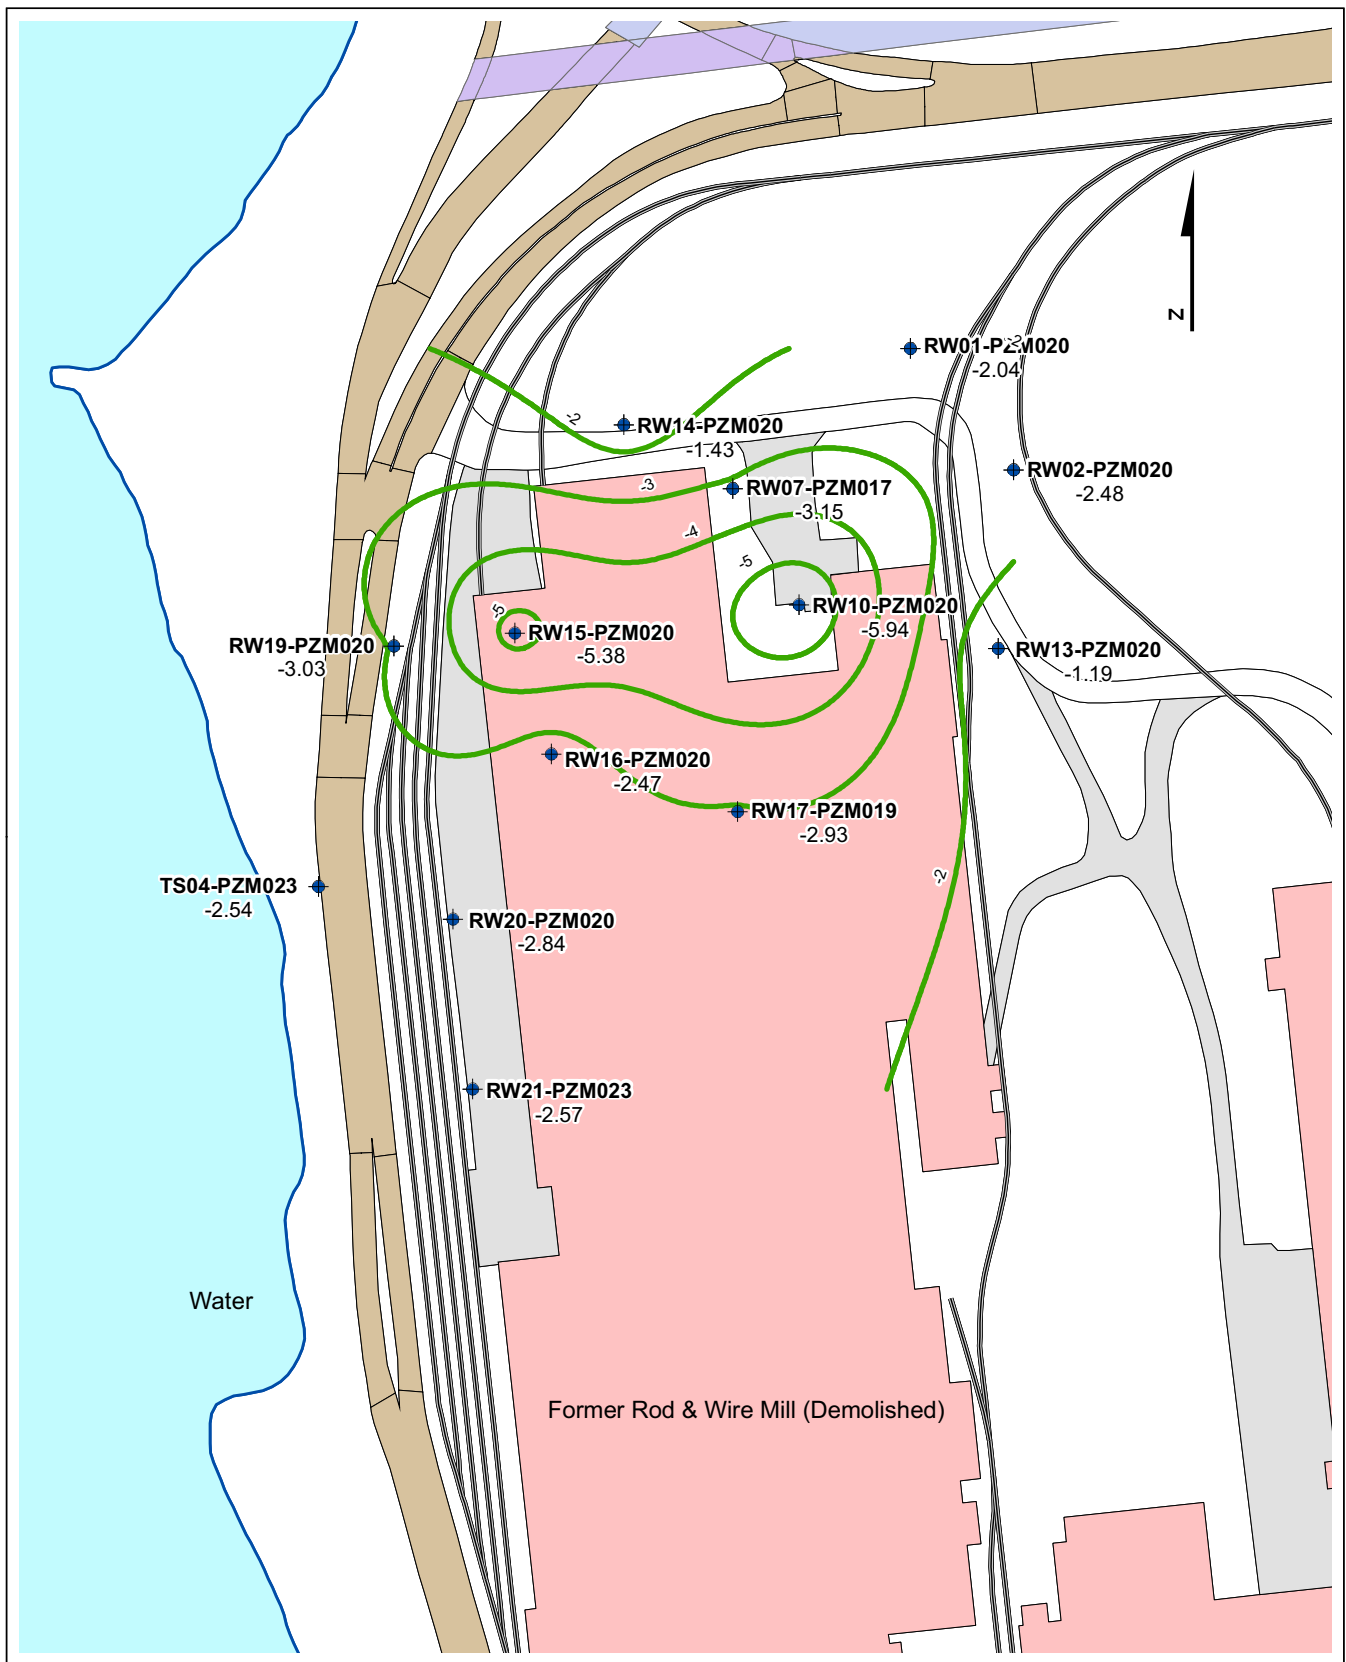 N
RW01-PZM020
-2
-2.04
-2
RW14-PZM020
-1.43
RW02-PZM020
-2.48
-3
RW07-PZM017
-3.15
-4
-5
-5
RW10-PZM020
-5.94
RW15-PZM020
-5.38
RW19-PZM020
-3.03
RW13-PZM020
-1.19
RW16-PZM020
-2.47
RW17-PZM019
-2.93
-2
TS04-PZM023
-2.54
RW20-PZM020
-2.84
RW21-PZM023
-2.57
Water
Former Rod & Wire Mill (Demolished)